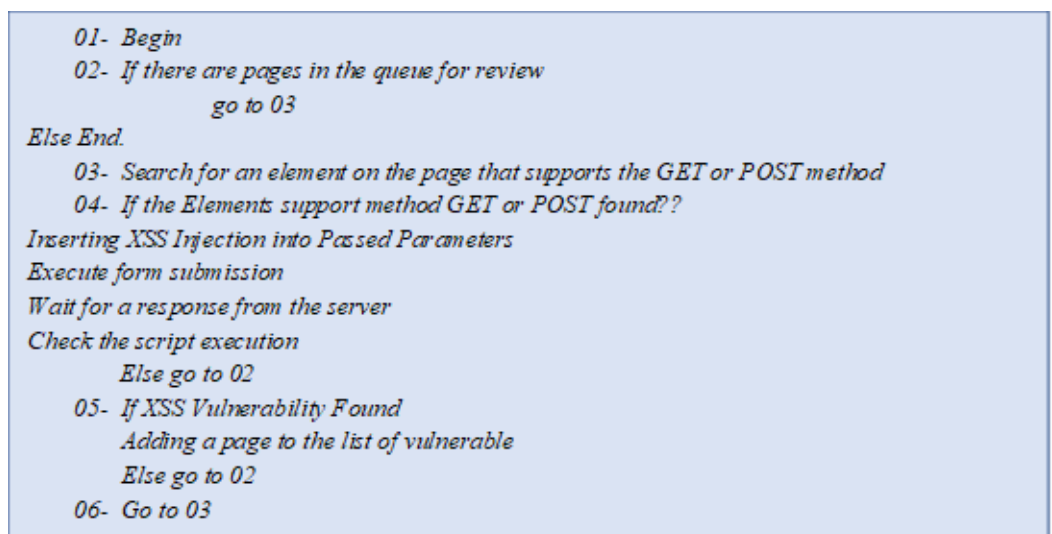 01- Begin
02- If there are pages in the queue for review
go to 03
Else End.
03- Search for an element on the page that supports the GET or POST method
04- If the Elements support method GET or POST found??
Inserting XSS Injection into Passed Parameters
Execute form submission
Wait for a response from the server
Check the script execution
Else go to 02
05- If XSS Vulnerability Found
Adding a page to the list of vulnerable
Else go to 02
06- Go to 03